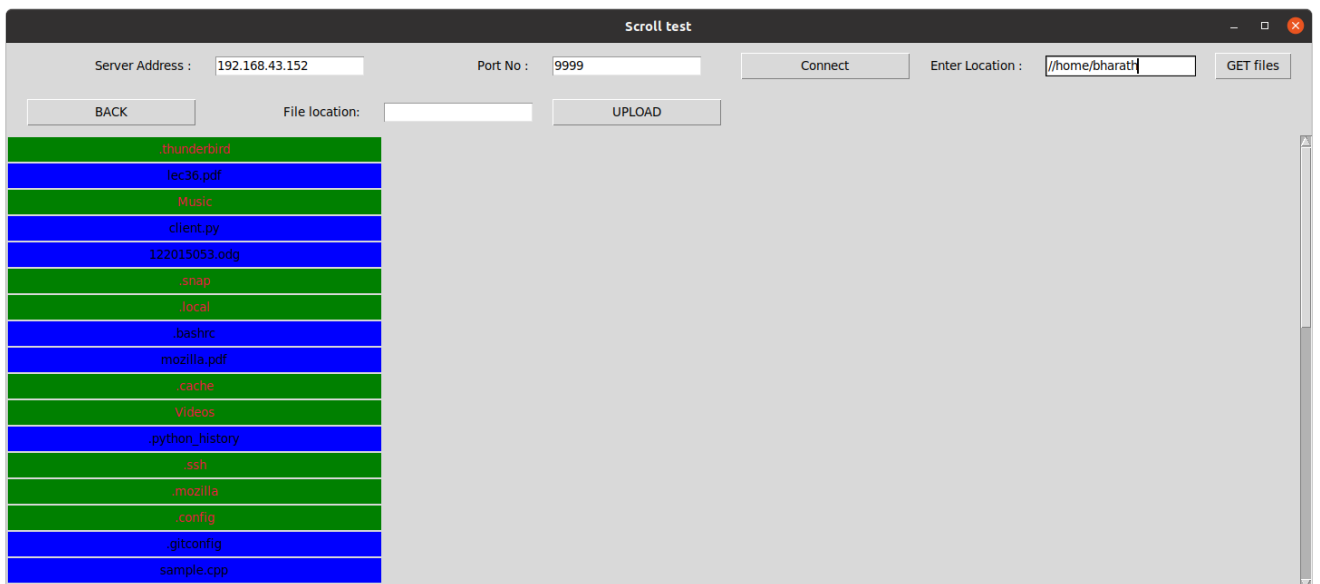 Scroll test
Server Address : 192.168.43.152 Port No : 9999 Connect Enter Location : //home/bharath GET files
BACK File location: UPLOAD
.thunderbird
lec36.pdf
Music
client.py
122015053.odg
.snap
.local
.bashrc
mozilla.pdf
.cache
Videos
.python_history
.ssh
.mozilla
.config
.gitconfig
sample.cpp